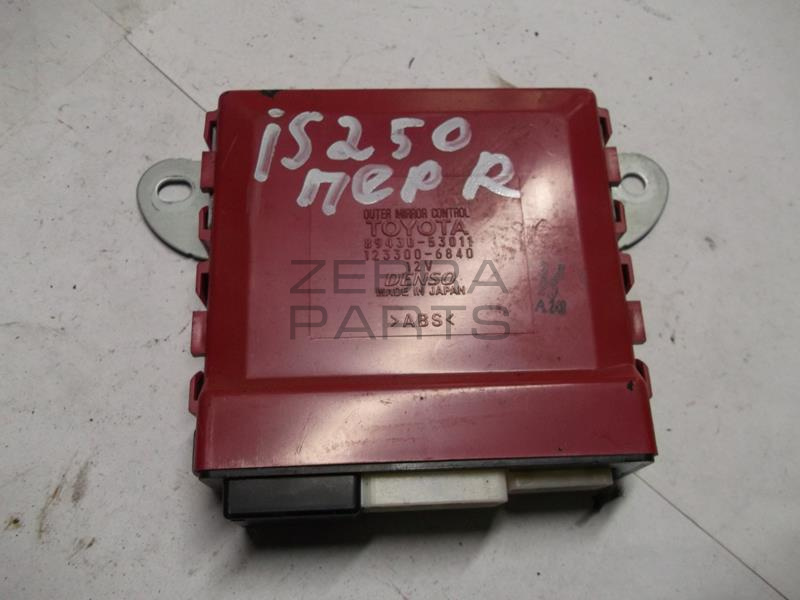 is250
пер R
OUTER MIRROR CONTROL
TOYOTA
89430-53011
123300-6840
12V
DENSO
MADE IN JAPAN
>ABS<
ZEBRA
PARTS